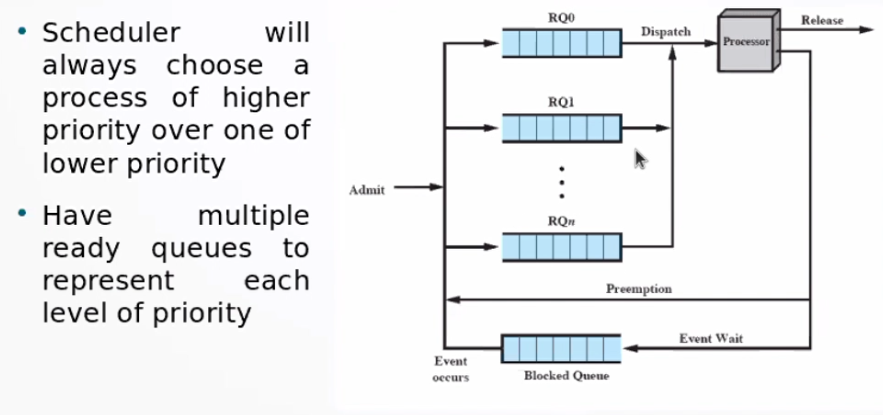 • Scheduler will
always choose a
process of higher
priority over one of
lower priority
• Have multiple
ready queues to
represent each
level of priority
RQ0
Dispatch
Processor
Release
RQ1
Admit
RQn
Preemption
Event Wait
Event
occurs
Blocked Queue